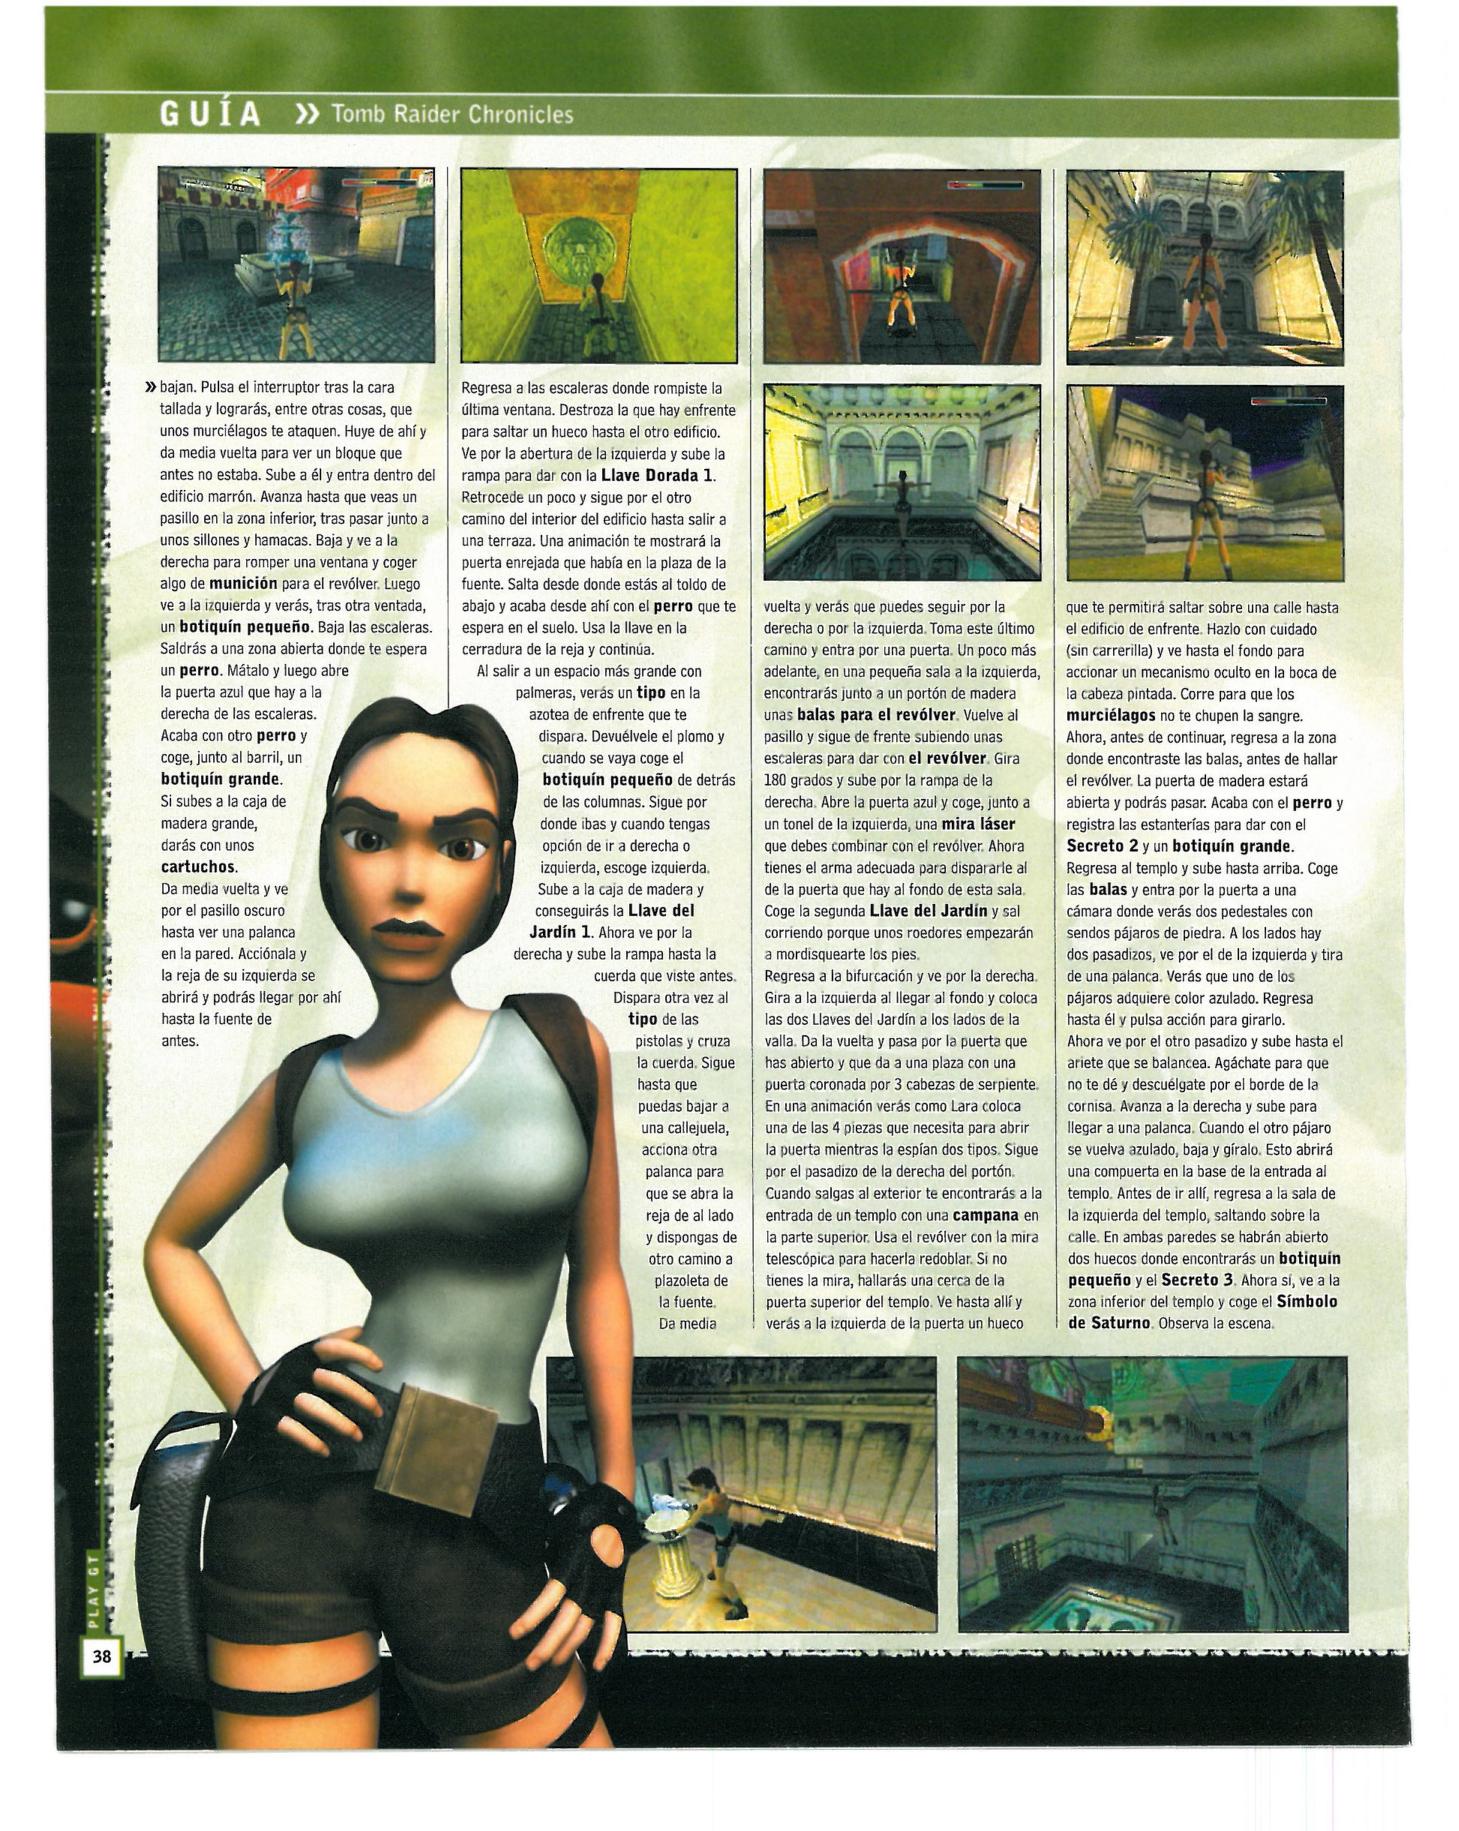 GUÍA » Tomb Raider Chronicles
» bajan. Pulsa el interruptor tras la cara
tallada y lograrás, entre otras cosas, que
unos murciélagos te ataquen. Huye de ahí y
da media vuelta para ver un bloque que
antes no estaba. Sube a él y entra dentro del
edificio marrón. Avanza hasta que veas un
pasillo en la zona inferior, tras pasar junto a
unos sillones y hamacas. Baja y ve a la
derecha para romper una ventana y coger
algo de munición para el revólver. Luego
ve a la izquierda y verás, tras otra ventada,
un botiquín pequeño. Baja las escaleras.
Saldrás a una zona abierta donde te espera
un perro. Mátalo y luego abre
la puerta azul que hay a la
derecha de las escaleras.
Acaba con otro perro y
coge, junto al barril, un
botiquín grande.
Si subes a la caja de
madera grande,
darás con unos
cartuchos.
Da media vuelta y ve
por el pasillo oscuro
hasta ver una palanca
en la pared. Acciónala y
la reja de su izquierda se
abrirá y podrás llegar por ahí
hasta la fuente de
antes.
Regresa a las escaleras donde rompiste la
última ventana. Destroza la que hay enfrente
para saltar un hueco hasta el otro edificio.
Ve por la abertura de la izquierda y sube la
rampa para dar con la Llave Dorada 1.
Retrocede un poco y sigue por el otro
camino del interior del edificio hasta salir a
una terraza. Una animación te mostrará la
puerta enrejada que había en la plaza de la
fuente. Salta desde donde estás al toldo de
abajo y acaba desde ahí con el perro que te
espera en el suelo. Usa la llave en la
cerradura de la reja y continúa.
Al salir a un espacio más grande con
palmeras, verás un tipo en la
azotea de enfrente que te
dispara. Devuélvele el plomo y
cuando se vaya coge el
botiquín pequeño de detrás
de las columnas. Sigue por
donde ibas y cuando tengas
opción de ir a derecha o
izquierda, escoge izquierda.
Sube a la caja de madera y
conseguirás la Llave del
Jardín 1. Ahora ve por la
derecha y sube la rampa hasta la
cuerda que viste antes.
Dispara otra vez al
tipo de las
pistolas y cruza
la cuerda. Sigue
hasta que
puedas bajar a
una callejuela,
acciona otra
palanca para
que se abra la
reja de al lado
y dispongas de
otro camino a
plazoleta de
la fuente.
Da media
vuelta y verás que puedes seguir por la
derecha o por la izquierda. Toma este último
camino y entra por una puerta. Un poco más
adelante, en una pequeña sala a la izquierda,
encontrarás junto a un portón de madera
unas balas para el revólver. Vuelve al
pasillo y sigue de frente subiendo unas
escaleras para dar con el revólver. Gira
180 grados y sube por la rampa de la
derecha. Abre la puerta azul y coge, junto a
un tonel de la izquierda, una mira láser
que debes combinar con el revólver. Ahora
tienes el arma adecuada para dispararle al
de la puerta que hay al fondo de esta sala.
Coge la segunda Llave del Jardín y sal
corriendo porque unos roedores empezarán
a mordisquearte los pies.
Regresa a la bifurcación y ve por la derecha.
Gira a la izquierda al llegar al fondo y coloca
las dos Llaves del Jardín a los lados de la
valla. Da la vuelta y pasa por la puerta que
has abierto y que da a una plaza con una
puerta coronada por 3 cabezas de serpiente.
En una animación verás como Lara coloca
una de las 4 piezas que necesita para abrir
la puerta mientras la espían dos tipos. Sigue
por el pasadizo de la derecha del portón.
Cuando salgas al exterior te encontrarás a la
entrada de un templo con una campana en
la parte superior. Usa el revólver con la mira
telescópica para hacerla redoblar. Si no
tienes la mira, hallarás una cerca de la
puerta superior del templo. Ve hasta allí y
verás a la izquierda de la puerta un hueco
que te permitirá saltar sobre una calle hasta
el edificio de enfrente. Hazlo con cuidado
(sin carrerilla) y ve hasta el fondo para
accionar un mecanismo oculto en la boca de
la cabeza pintada. Corre para que los
murciélagos no te chupen la sangre.
Ahora, antes de continuar, regresa a la zona
donde encontraste las balas, antes de hallar
el revólver. La puerta de madera estará
abierta y podrás pasar. Acaba con el perro y
registra las estanterías para dar con el
Secreto 2 y un botiquín grande.
Regresa al templo y sube hasta arriba. Coge
las balas y entra por la puerta a una
cámara donde verás dos pedestales con
sendos pájaros de piedra. A los lados hay
dos pasadizos, ve por el de la izquierda y tira
de una palanca. Verás que uno de los
pájaros adquiere color azulado. Regresa
hasta él y pulsa acción para girarlo.
Ahora ve por el otro pasadizo y sube hasta el
ariete que se balancea. Agáchate para que
no te dé y descuélgate por el borde de la
cornisa. Avanza a la derecha y sube para
llegar a una palanca. Cuando el otro pájaro
se vuelva azulado, baja y gíralo. Esto abrirá
una compuerta en la base de la entrada al
templo. Antes de ir allí, regresa a la sala de
la izquierda del templo, saltando sobre la
calle. En ambas paredes se habrán abierto
dos huecos donde encontrarás un botiquín
pequeño y el Secreto 3. Ahora sí, ve a la
zona inferior del templo y coge el Símbolo
de Saturno. Observa la escena.
PLAY GT
38